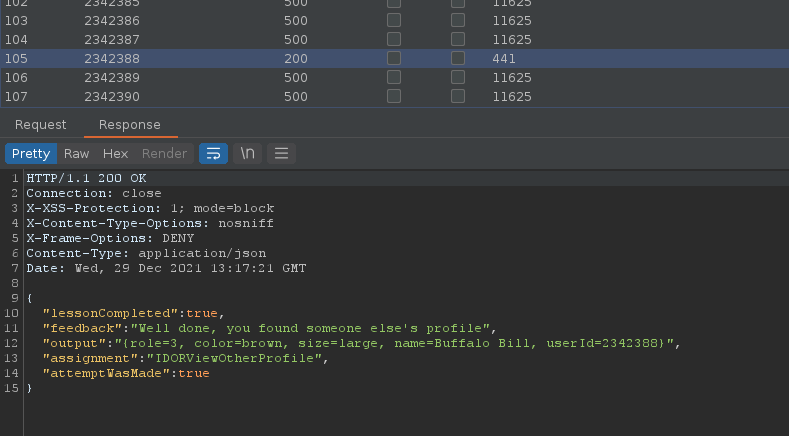 102 2342385 500 11625
103 2342386 500 11625
104 2342387 500 11625
105 2342388 200 441
106 2342389 500 11625
107 2342390 500 11625
Request Response
Pretty Raw Hex Render \n
1 HTTP/1.1 200 OK
2 Connection: close
3 X-XSS-Protection: 1; mode=block
4 X-Content-Type-Options: nosniff
5 X-Frame-Options: DENY
6 Content-Type: application/json
7 Date: Wed, 29 Dec 2021 13:17:21 GMT
8
9 {
10 "lessonCompleted":true,
11 "feedback":"Well done, you found someone else's profile",
12 "output":"{role=3, color=brown, size=large, name=Buffalo Bill, userId=2342388}",
13 "assignment":"IDORViewOtherProfile",
14 "attemptWasMade":true
15 }